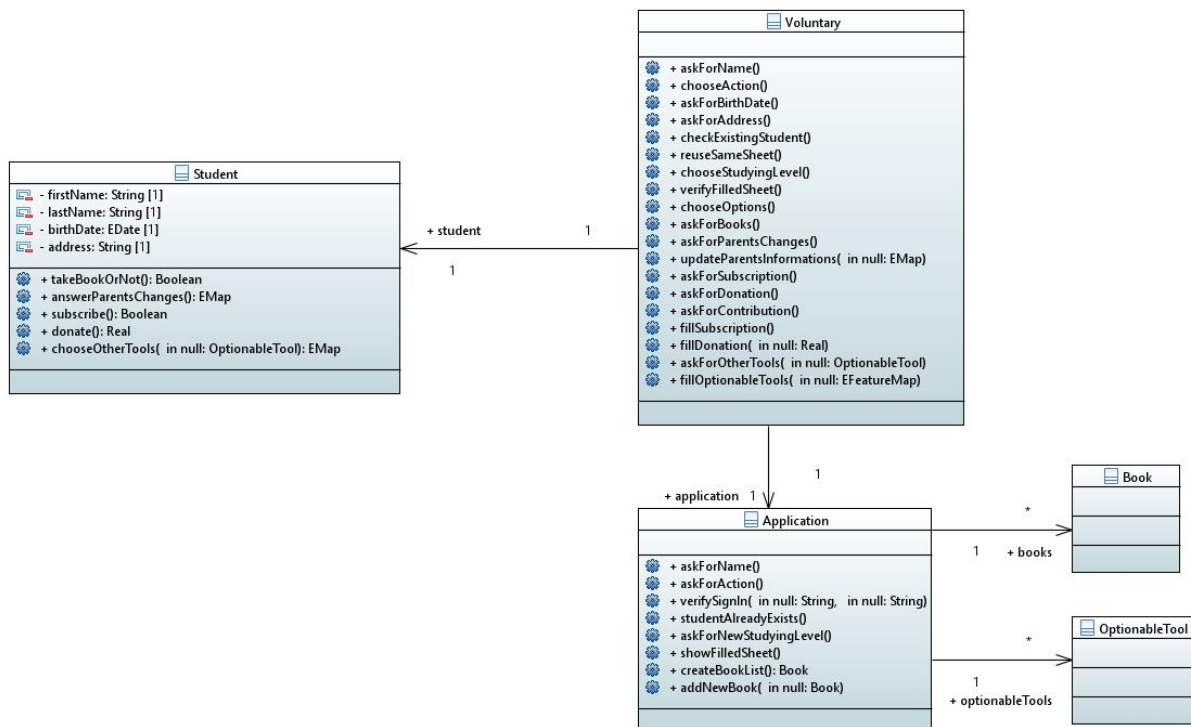 Voluntary
+ askForName()
+ chooseAction()
+ askForBirthDate()
+ askForAddress()
+ checkExistingStudent()
+ reuseSameSheet()
+ chooseStudyingLevel()
+ verifyFilledSheet()
+ chooseOptions()
+ askForBooks()
+ askForParentsChanges()
+ updateParentsInformations( in null: EMap)
+ askForSubscription()
+ askForDonation()
+ askForContribution()
+ fillSubscription()
+ fillDonation( in null: Real)
+ askForOtherTools( in null: OptionableTool)
+ fillOptionableTools( in null: EFeatureMap)
Student
- firstName: String [1]
- lastName: String [1]
- birthDate: EDate [1]
- address: String [1]
+ takeBookOrNot(): Boolean
+ answerParentsChanges(): EMap
+ subscribe(): Boolean
+ donate(): Real
+ chooseOtherTools( in null: OptionableTool): EMap
+ student
1
1
1
+ application
1
Application
+ askForName()
+ askForAction()
+ verifySignIn( in null: String, in null: String)
+ studentAlreadyExists()
+ askForNewStudyingLevel()
+ showFilledSheet()
+ createBookList(): Book
+ addNewBook( in null: Book)
Book
*
1
+ books
OptionableTool
*
1
+ optionableTools